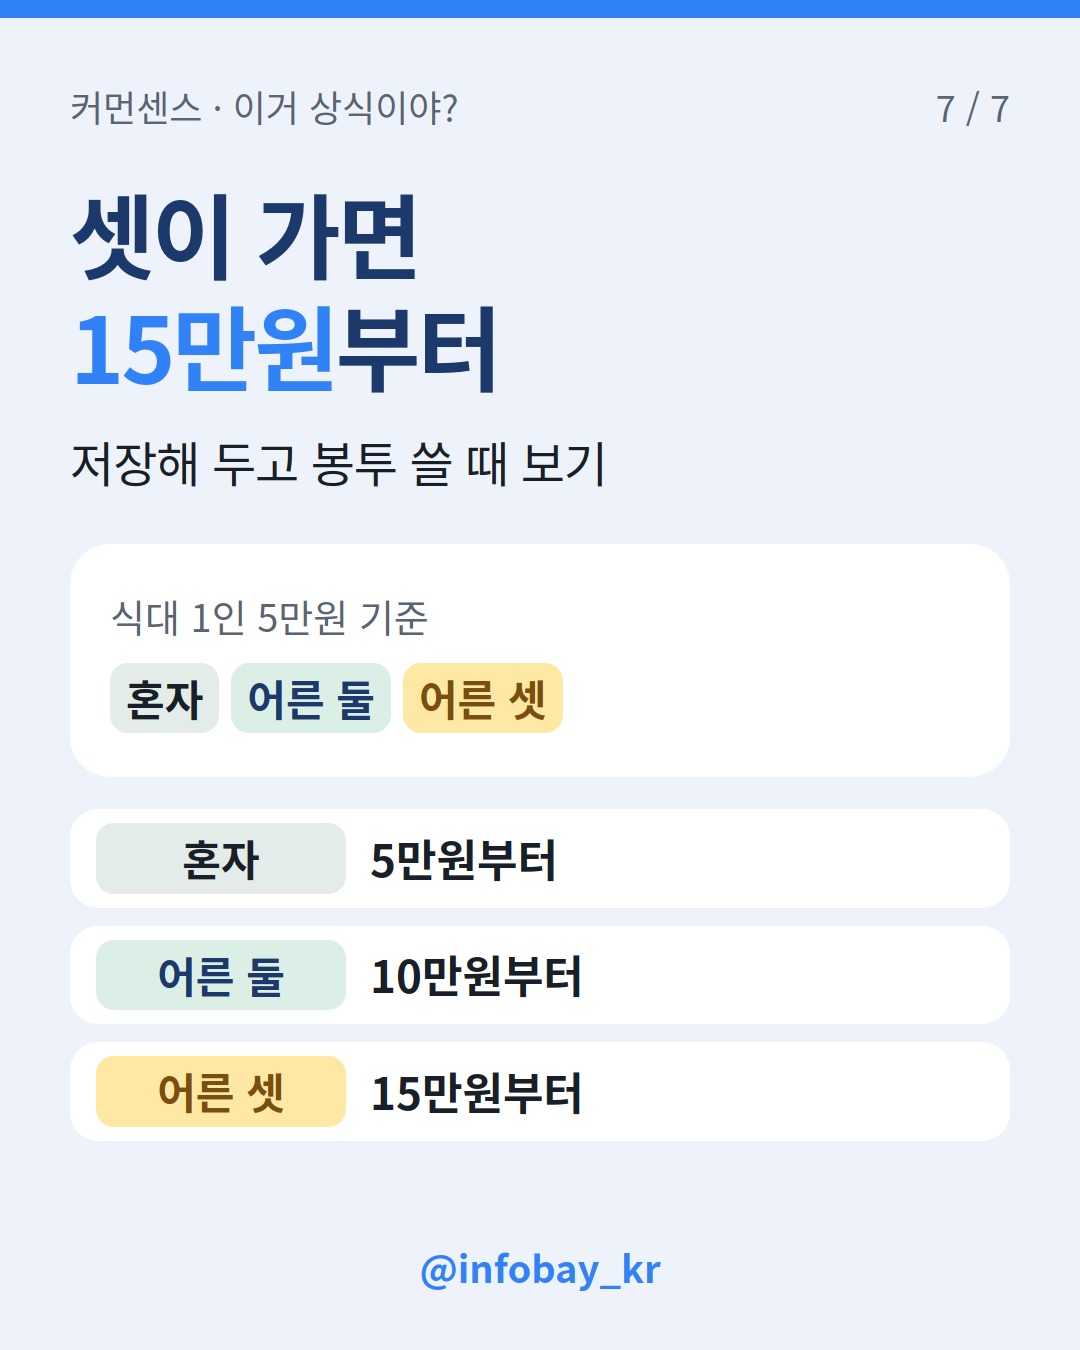 커먼센스 · 이거 상식이야?
7 / 7
셋이 가면
15만원부터
저장해 두고 봉투 쓸 때 보기
식대 1인 5만원 기준
혼자 어른 둘 어른 셋
혼자 5만원부터
어른 둘 10만원부터
어른 셋 15만원부터
@infobay_kr